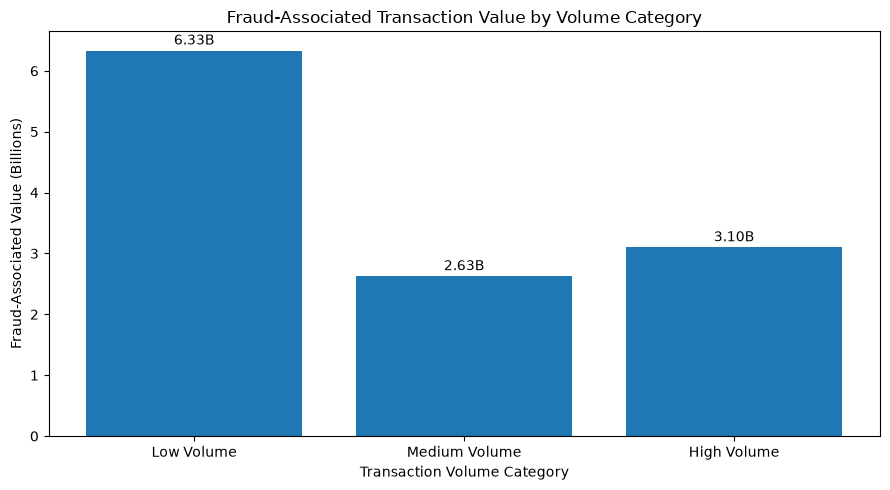 Fraud-Associated Transaction Value by Volume Category
Fraud-Associated Value (Billions)
6
5
4
3
2
1
0
6.33B
2.63B
3.10B
Low Volume
Medium Volume
High Volume
Transaction Volume Category